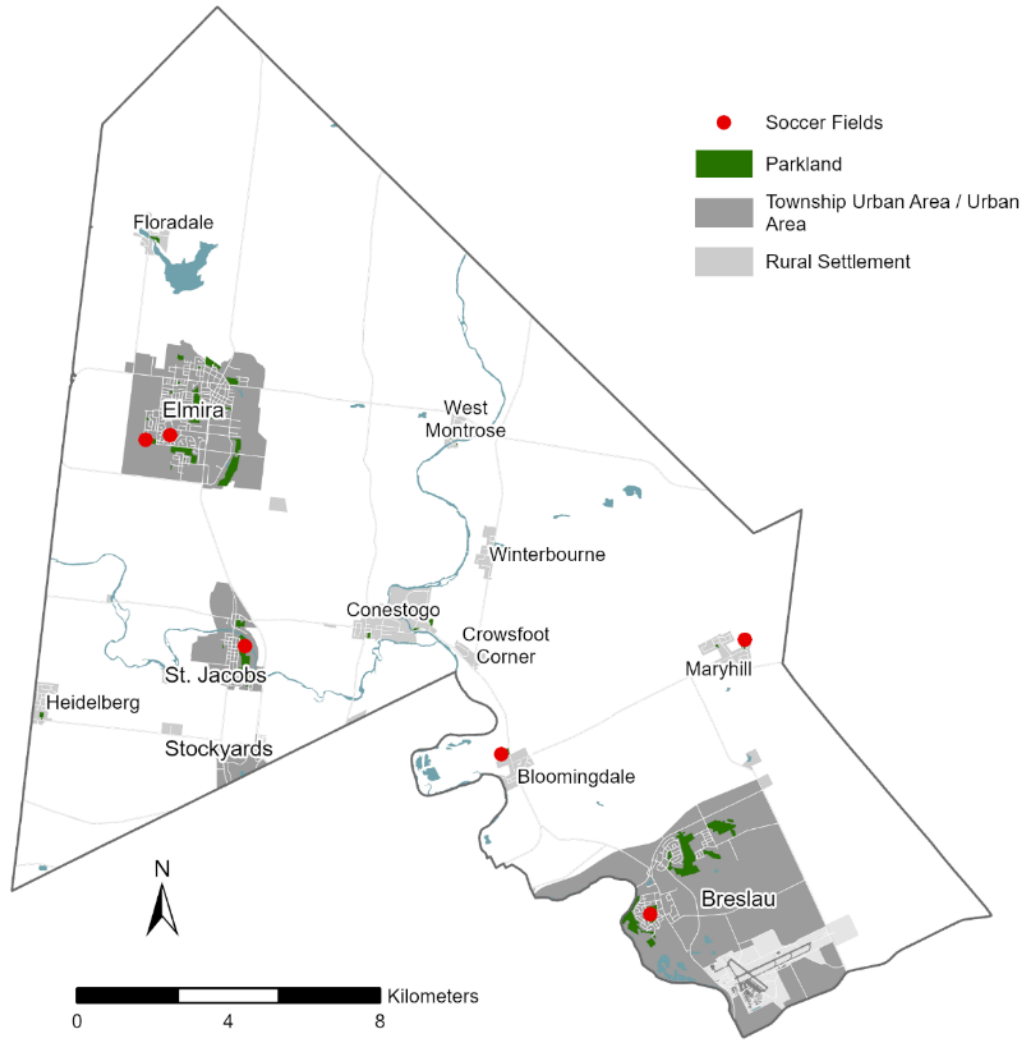 Soccer Fields
Parkland
Township Urban Area / Urban
Area
Rural Settlement
Floradale
Elmira
West
Montrose
Winterbourne
Conestogo
Crowsfoot
Corner
St. Jacobs
Maryhill
Heidelberg
Stockyards
Bloomingdale
Breslau
N
Kilometers
0 4 8